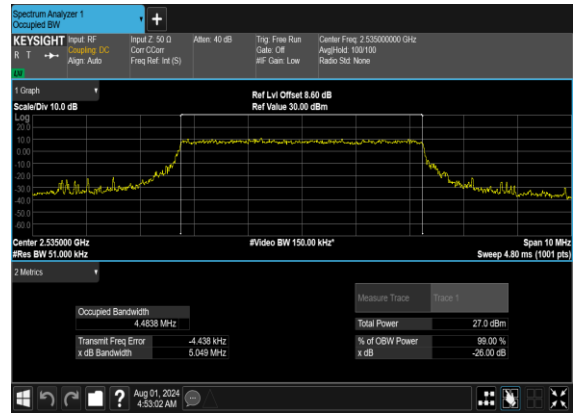 Spectrum Analyzer 1
Occupied BW
+
KEYSIGHT
R T
LXI
Input: RF
Coupling: DC
Align: Auto
Input Z: 50 Ω
Corr CCorr
Freq Ref: Int (S)
Atten: 40 dB
Trig: Free Run
Gate: Off
#IF Gain: Low
Center Freq: 2.535000000 GHz
Avg|Hold: 100/100
Radio Std: None
1 Graph
Scale/Div 10.0 dB
Ref Lvl Offset 8.60 dB
Ref Value 30.00 dBm
Log
20.0
10.0
0.00
-10.0
-20.0
-30.0
-40.0
-50.0
-60.0
Center 2.535000 GHz
#Res BW 51.000 kHz
#Video BW 150.00 kHz*
Span 10 MHz
Sweep 4.80 ms (1001 pts)
2 Metrics
Measure Trace
Trace 1
Occupied Bandwidth
4.4838 MHz
Total Power
27.0 dBm
Transmit Freq Error
-4.438 kHz
% of OBW Power
99.00 %
x dB Bandwidth
5.049 MHz
x dB
-26.00 dB
?
Aug 01, 2024
4:53:02 AM